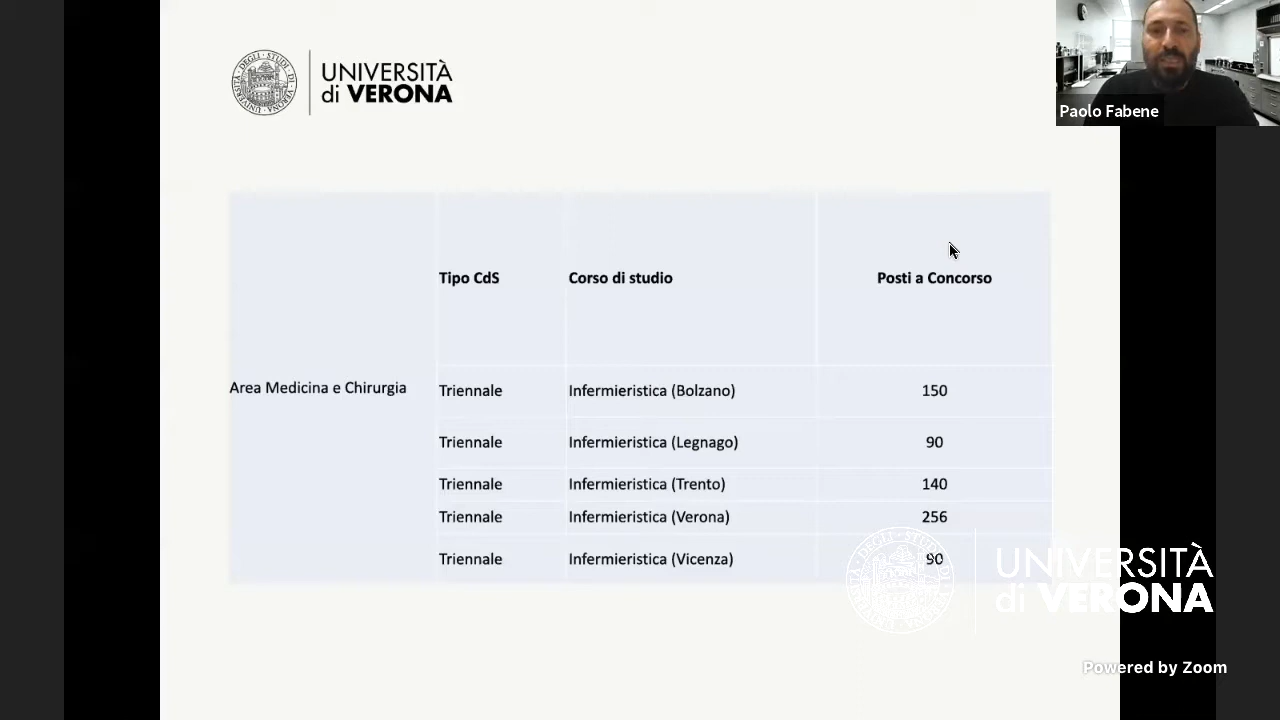 UNIVERSITÀ
di VERONA
Paolo Fabene
Tipo CdS Corso di studio Posti a Concorso
Area Medicina e Chirurgia
Triennale Infermieristica (Bolzano) 150
Triennale Infermieristica (Legnago) 90
Triennale Infermieristica (Trento) 140
Triennale Infermieristica (Verona) 256
Triennale Infermieristica (Vicenza) 90
UNIVERSITÀ
di VERONA
Powered by Zoom